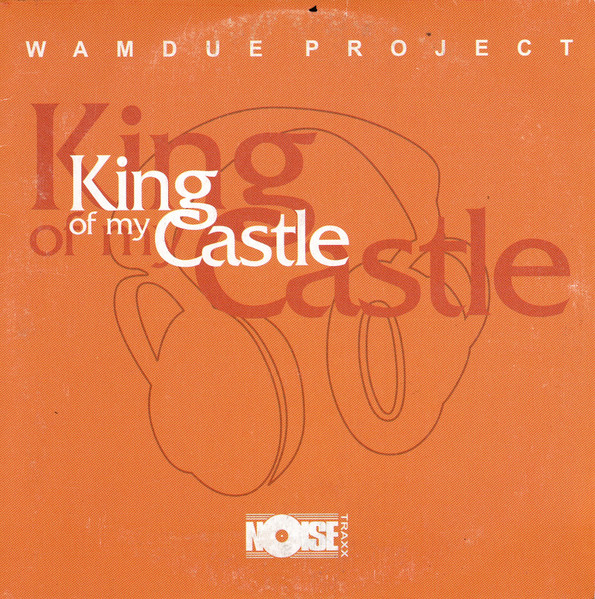 WAMDUE PROJECT
King
of my Castle
King
of my Castle
NOISE
TRAXX